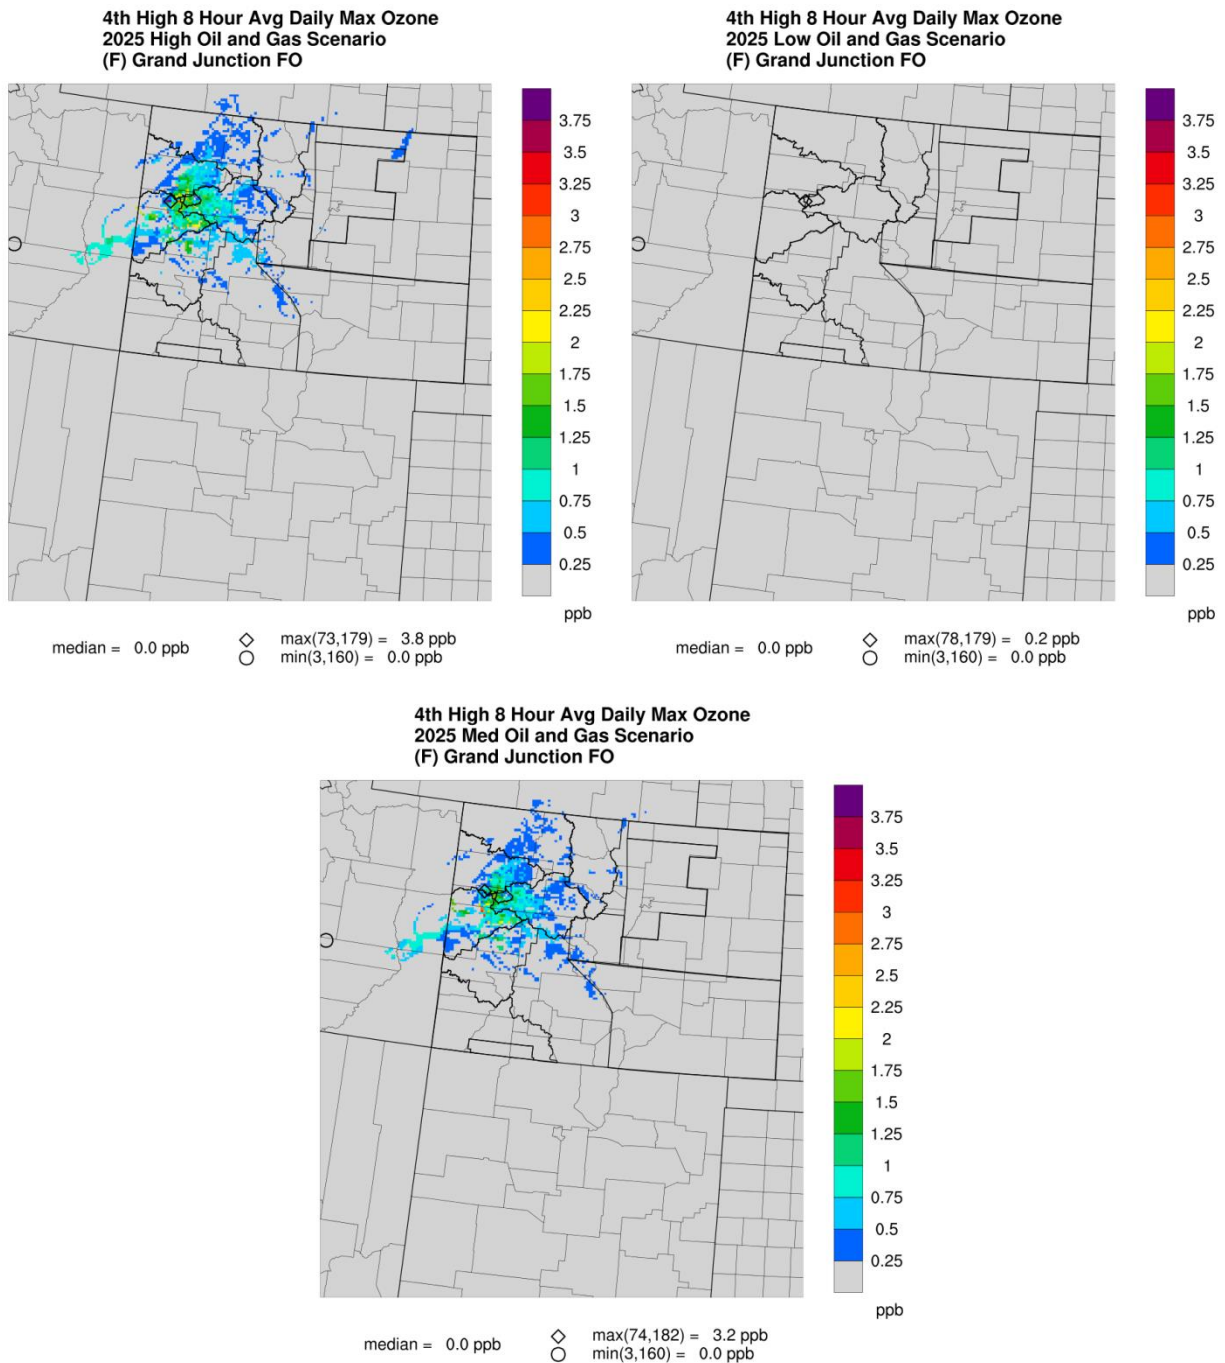 4th High 8 Hour Avg Daily Max Ozone
2025 High Oil and Gas Scenario
(F) Grand Junction FO
3.75
3.5
3.25
3
2.75
2.5
2.25
2
1.75
1.5
1.25
1
0.75
0.5
0.25
ppb
median = 0.0 ppb
max(73,179) = 3.8 ppb
min(3,160) = 0.0 ppb
4th High 8 Hour Avg Daily Max Ozone
2025 Low Oil and Gas Scenario
(F) Grand Junction FO
3.75
3.5
3.25
3
2.75
2.5
2.25
2
1.75
1.5
1.25
1
0.75
0.5
0.25
ppb
median = 0.0 ppb
max(78,179) = 0.2 ppb
min(3,160) = 0.0 ppb
4th High 8 Hour Avg Daily Max Ozone
2025 Med Oil and Gas Scenario
(F) Grand Junction FO
3.75
3.5
3.25
3
2.75
2.5
2.25
2
1.75
1.5
1.25
1
0.75
0.5
0.25
ppb
median = 0.0 ppb
max(74,182) = 3.2 ppb
min(3,160) = 0.0 ppb